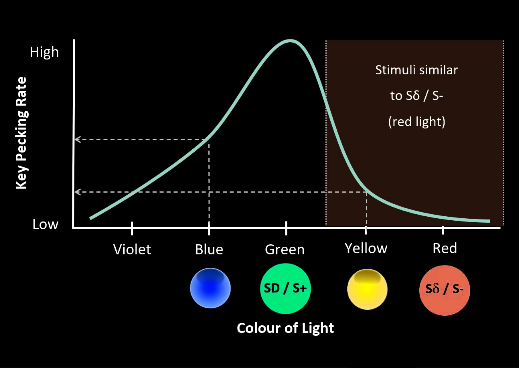 High
Key Pecking Rate
Low
Stimuli similar
to Sδ / S-
(red light)
Violet Blue Green Yellow Red
SD / S+ Sδ / S-
Colour of Light